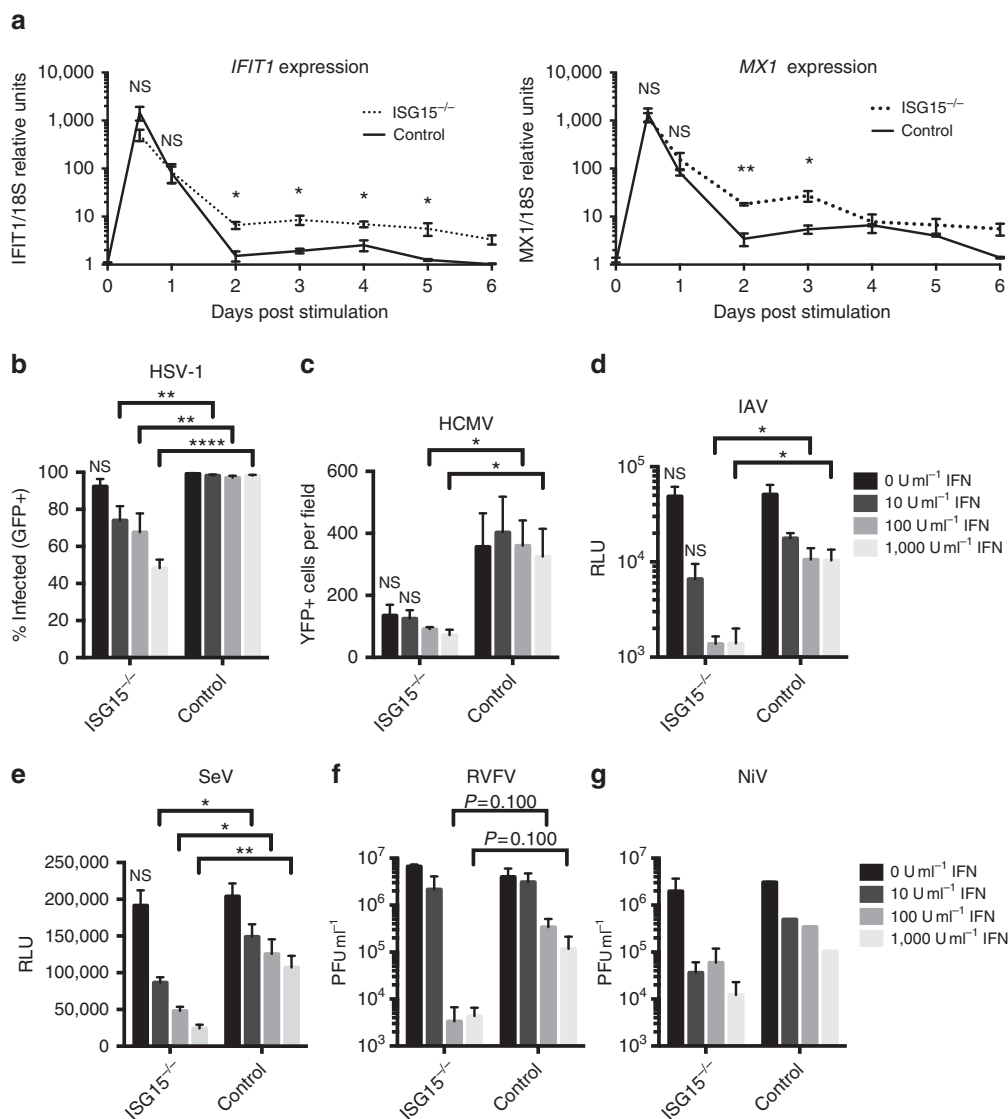 a
IFIT1 expression
10,000
1,000
100
10
1
IFIT1/18S relative units
NS
NS
*
*
*
*
ISG15⁻/⁻
Control
0 1 2 3 4 5 6
Days post stimulation
MX1 expression
10,000
1,000
100
10
1
MX1/18S relative units
NS
NS
**
*
ISG15⁻/⁻
Control
0 1 2 3 4 5 6
Days post stimulation
b
HSV-1
**
**
****
NS
100
80
60
40
20
0
% Infected (GFP+)
ISG15⁻/⁻
Control
c
HCMV
*
*
NS
NS
600
400
200
0
YFP+ cells per field
ISG15⁻/⁻
Control
d
IAV
*
*
NS
NS
10⁵
10⁴
10³
RLU
ISG15⁻/⁻
Control
0 U ml⁻¹ IFN
10 U ml⁻¹ IFN
100 U ml⁻¹ IFN
1,000 U ml⁻¹ IFN
e
SeV
*
*
**
NS
250,000
200,000
150,000
100,000
50,000
0
RLU
ISG15⁻/⁻
Control
f
RVFV
P=0.100
P=0.100
10⁷
10⁶
10⁵
10⁴
10³
PFU ml⁻¹
ISG15⁻/⁻
Control
g
NiV
10⁷
10⁶
10⁵
10⁴
10³
PFU ml⁻¹
ISG15⁻/⁻
Control
0 U ml⁻¹ IFN
10 U ml⁻¹ IFN
100 U ml⁻¹ IFN
1,000 U ml⁻¹ IFN